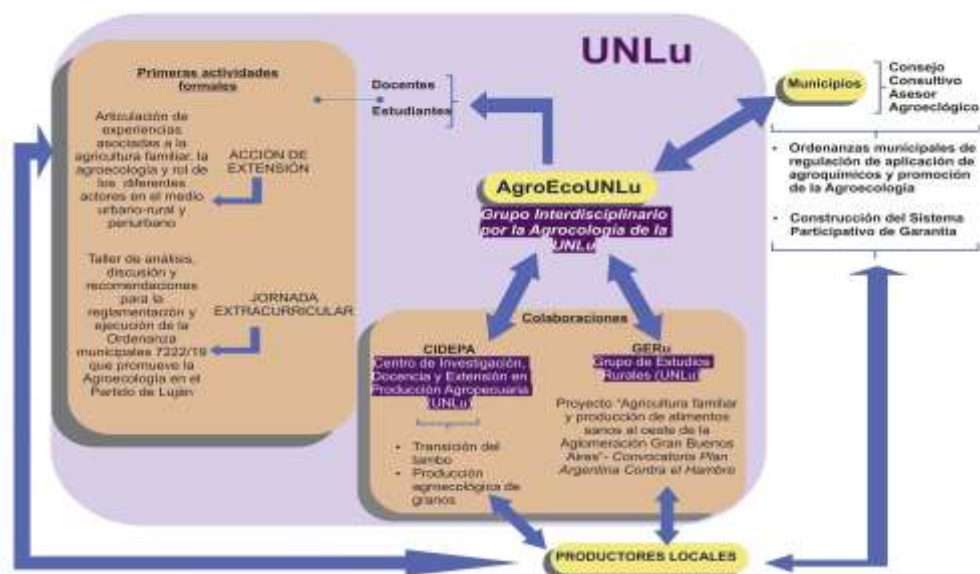 UNLu
Primeras actividades
formales
Articulación de
experiencias
asociadas a la
agricultura familiar, la
agroecología y rol de
los diferentes
actores en el medio
urbano-rural y
periurbano
ACCIÓN DE
EXTENSIÓN
Taller de análisis,
discusión y
recomendaciones
para la
reglamentación y
ejecución de la
Ordenanza
municipales 7222/19
que promueve la
Agroecología en el
Partido de Luján
JORNADA
EXTRACURRICULAR
Docentes
Estudiantes
AgroEcoUNLu
Grupo Interdisciplinario
por la Agrocología de la
UNLu
Municipios
Consejo
Consultivo
Asesor
Agroeclógico
• Ordenanzas municipales de
regulación de aplicación de
agroquímicos y promoción
de la Agroecología
• Construcción del Sistema
Participativo de Garantía
Colaboraciones
CIDEPA
Centro de Investigación,
Docencia y Extensión en
Producción Agropecuaria
(UNLu)
• Transición del
tambo
• Producción
agroecológica de
granos
GERu
Grupo de Estudios
Rurales (UNLu)
Proyecto "Agricultura familiar
y producción de alimentos
sanos al oeste de la
Aglomeración Gran Buenos
Aires"- Convocatoria Plan
Argentina Contra el Hambre
PRODUCTORES LOCALES